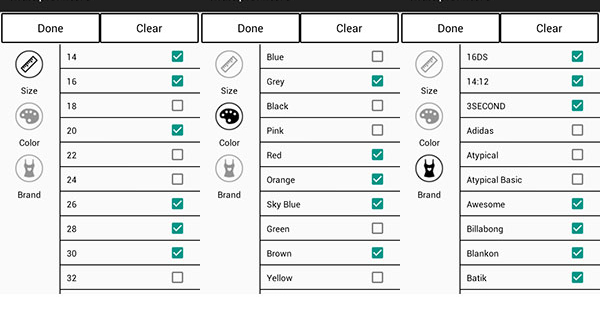 Done
Clear
Size
Color
Brand
14
16
18
20
22
24
26
28
30
32
Done
Clear
Size
Color
Brand
Blue
Grey
Black
Pink
Red
Orange
Sky Blue
Green
Brown
Yellow
Done
Clear
Size
Color
Brand
16DS
14:12
3SECOND
Adidas
Atypical
Atypical Basic
Awesome
Billabong
Blankon
Batik